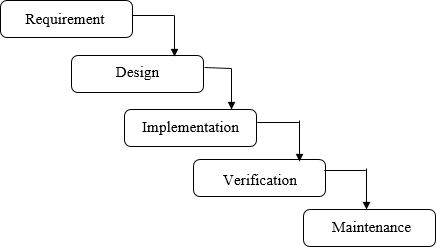 Requirement
Design
Implementation
Verification
Maintenance